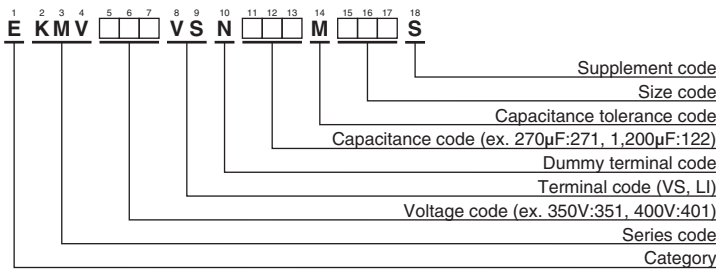 1 2 3 4 5 6 7 8 9 10 11 12 13 14 15 16 17 18
E KMV □□□ VS N □□□ M □□□ S
Supplement code
Size code
Capacitance tolerance code
Capacitance code (ex. 270μF:271, 1,200μF:122)
Dummy terminal code
Terminal code (VS, LI)
Voltage code (ex. 350V:351, 400V:401)
Series code
Category